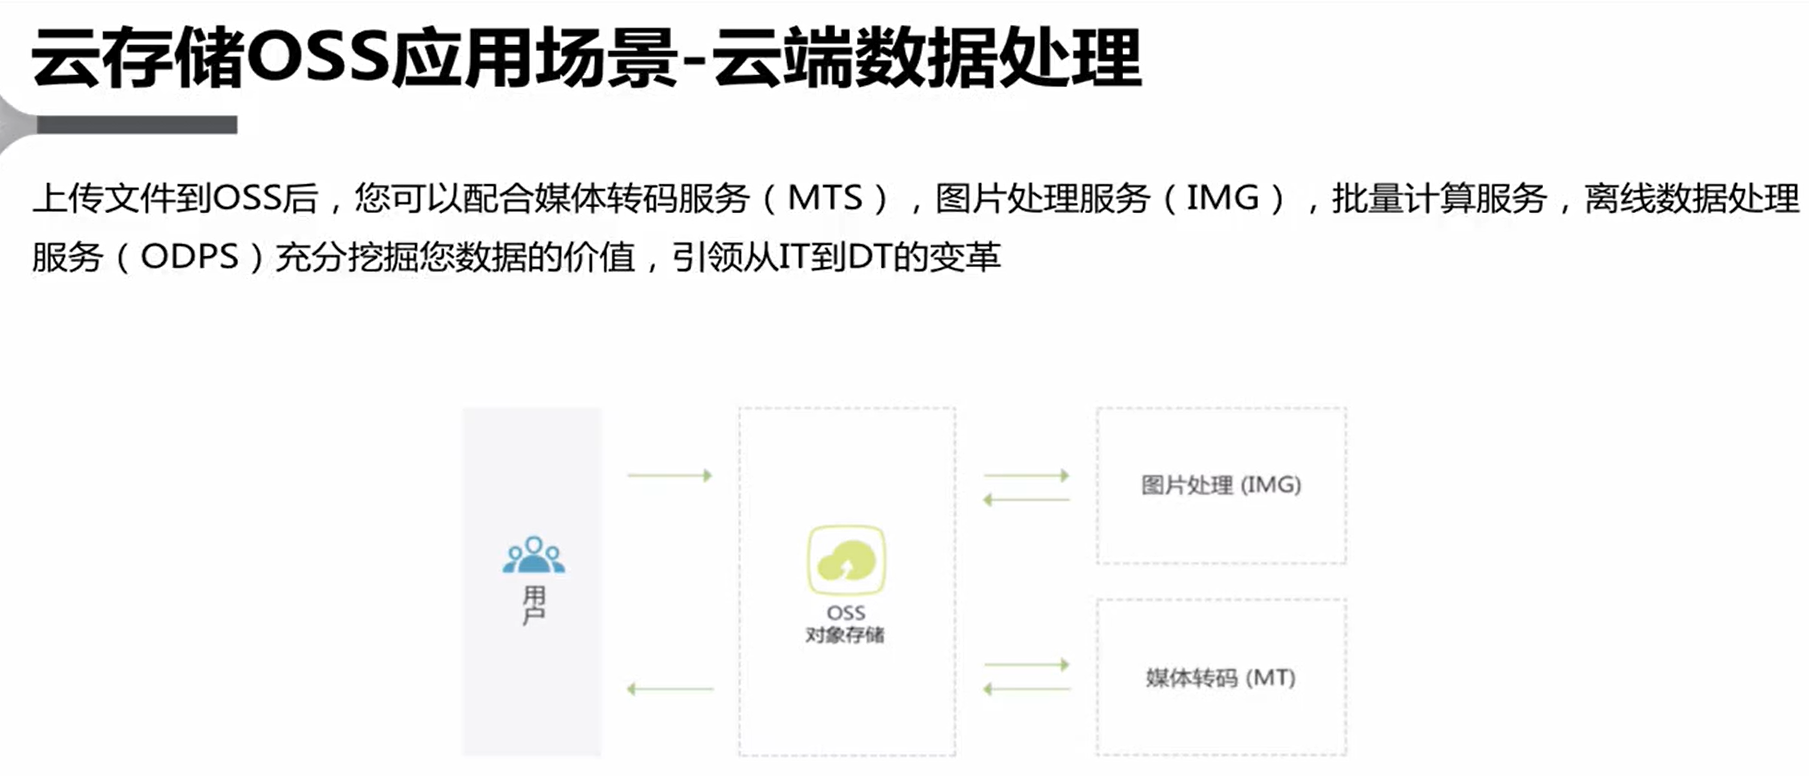 云存储OSS应用场景-云端数据处理
上传文件到OSS后，您可以配合媒体转码服务（MTS），图片处理服务（IMG），批量计算服务，离线数据处理
服务（ODPS）充分挖掘您数据的价值，引领从IT到DT的变革
用户
OSS
对象存储
图片处理 (IMG)
媒体转码 (MT)